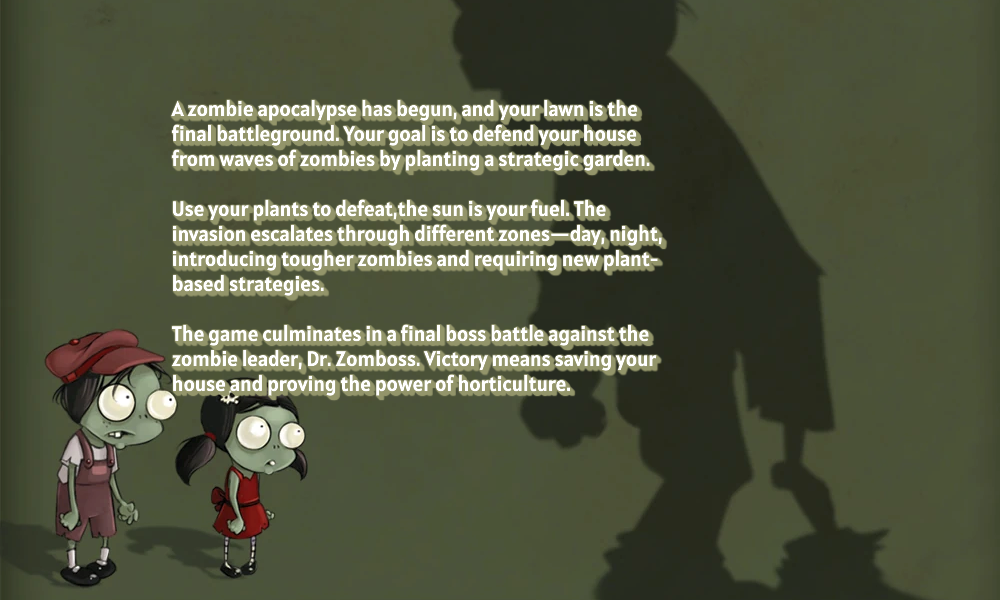 A zombie apocalypse has begun, and your lawn is the
final battleground. Your goal is to defend your house
from waves of zombies by planting a strategic garden.
Use your plants to defeat,the sun is your fuel. The
invasion escalates through different zones—day, night,
introducing tougher zombies and requiring new plant-
based strategies.
The game culminates in a final boss battle against the
zombie leader, Dr. Zomboss. Victory means saving your
house and proving the power of horticulture.